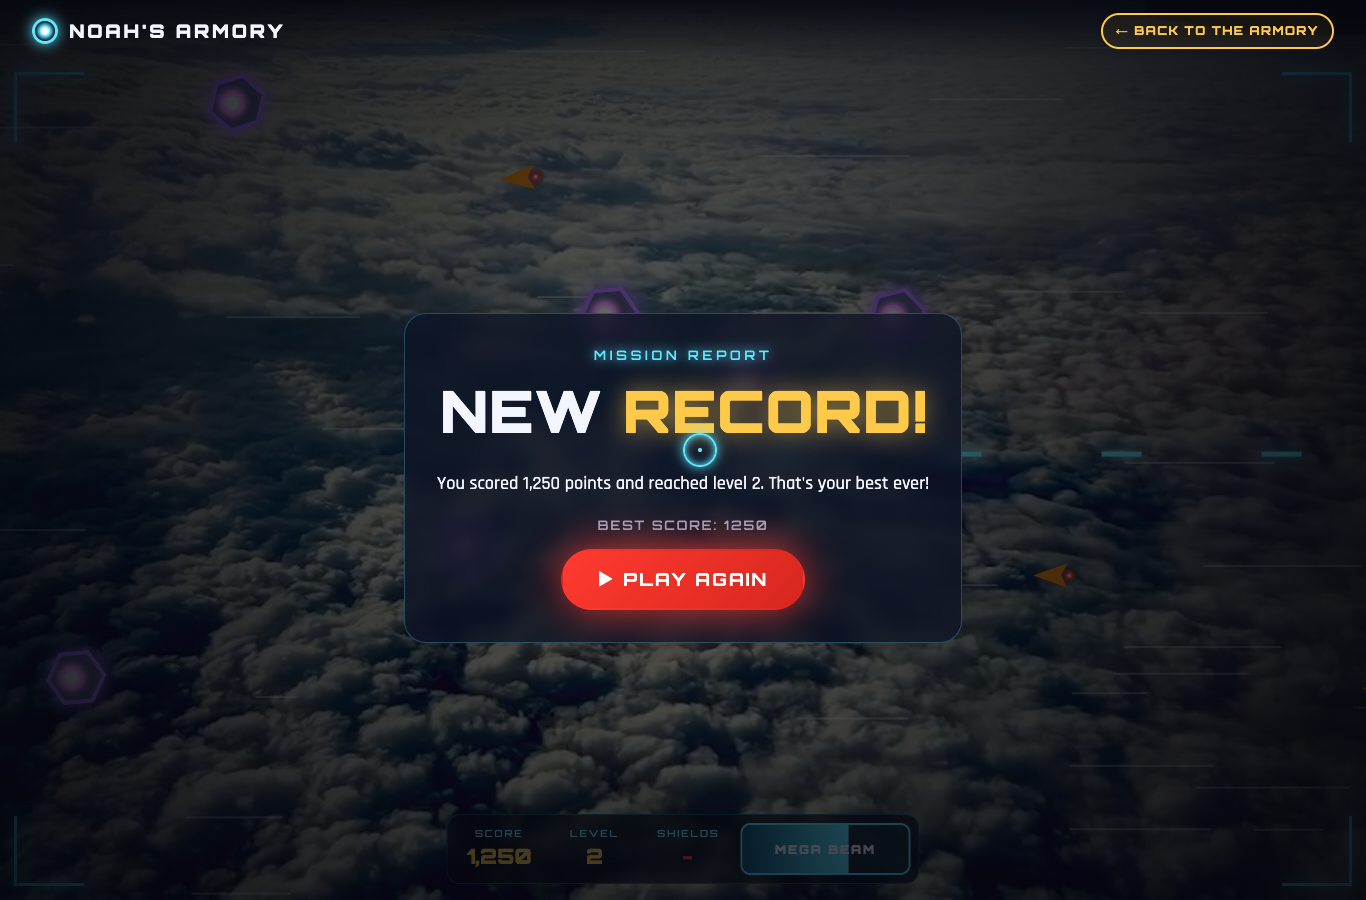 NOAH'S ARMORY
← BACK TO THE ARMORY
MISSION REPORT
NEW RECORD!
You scored 1,250 points and reached level 2. That's your best ever!
BEST SCORE: 1250
▶ PLAY AGAIN
SCORE LEVEL SHIELDS
1,250 2 -
MEGA BEAM